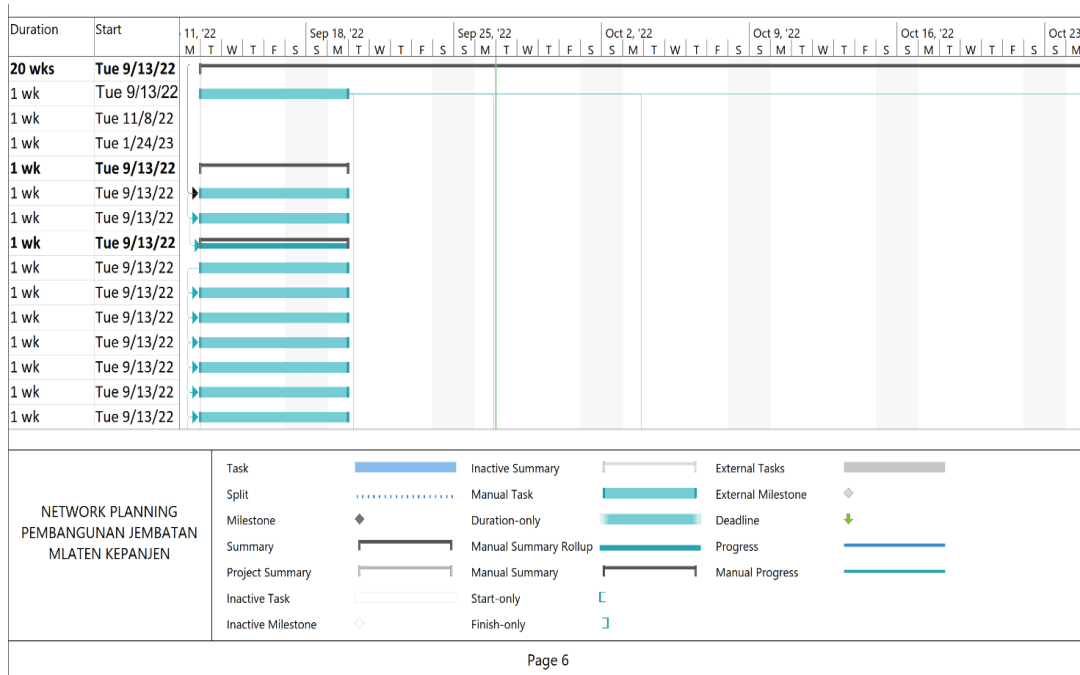 Duration Start 11, '22 Sep 18, '22 Sep 25, '22 Oct 2, '22 Oct 9, '22 Oct 16, '22 Oct 23
M T W T F S S M T W T F S S M T W T F S S M T W T F S S M T W T F S S M T W T F S S M
20 wks Tue 9/13/22
1 wk Tue 9/13/22
1 wk Tue 11/8/22
1 wk Tue 1/24/23
1 wk Tue 9/13/22
1 wk Tue 9/13/22
1 wk Tue 9/13/22
1 wk Tue 9/13/22
1 wk Tue 9/13/22
1 wk Tue 9/13/22
1 wk Tue 9/13/22
1 wk Tue 9/13/22
1 wk Tue 9/13/22
1 wk Tue 9/13/22
1 wk Tue 9/13/22
NETWORK PLANNING
PEMBANGUNAN JEMBATAN
MLATEN KEPANJEN
Task Inactive Summary External Tasks
Split Manual Task External Milestone
Milestone Duration-only Deadline
Summary Manual Summary Rollup Progress
Project Summary Manual Summary Manual Progress
Inactive Task Start-only
Inactive Milestone Finish-only
Page 6